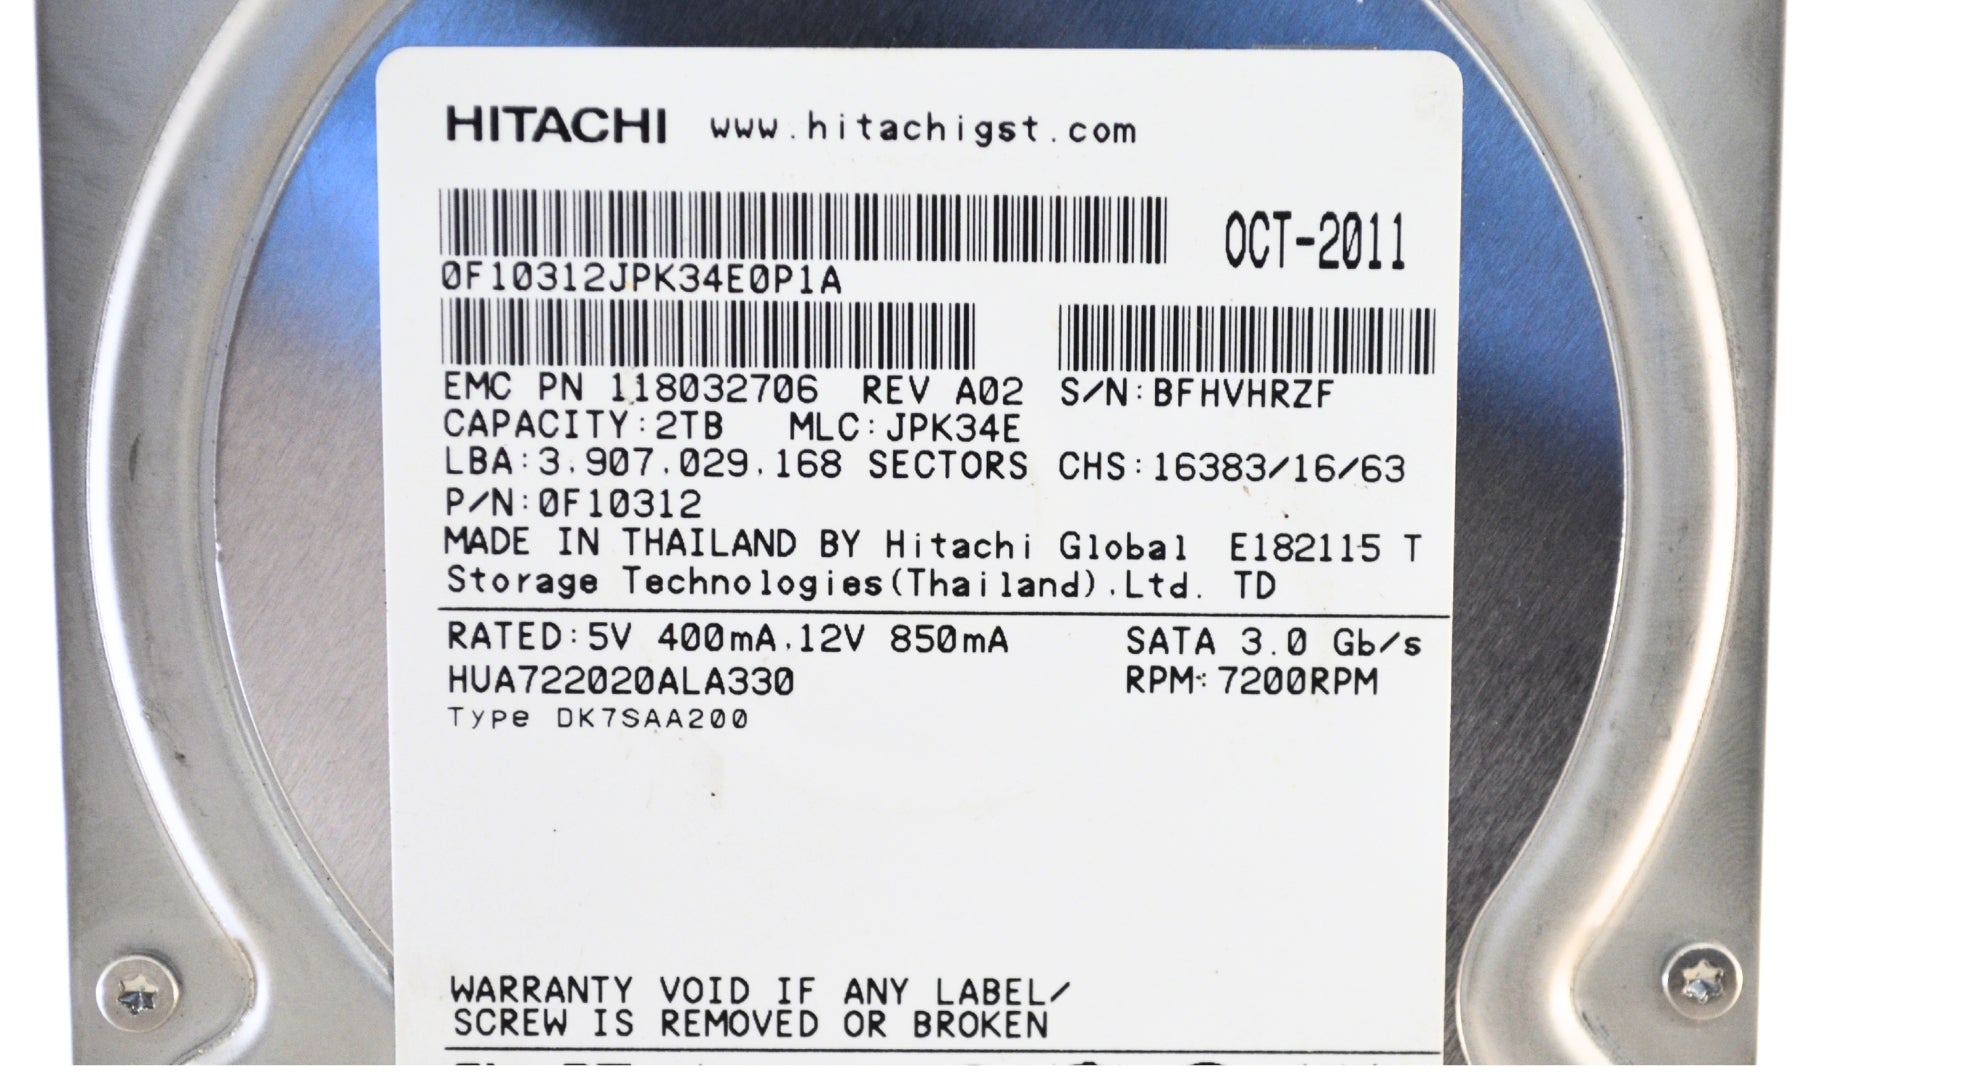 HITACHI www.hitachigst.com
OCT-2011
0F10312JPK34E0P1A
EMC PN 118032706 REV A02 S/N:BFHVHRZF
CAPACITY:2TB MLC:JPK34E
LBA:3,907,029,168 SECTORS CHS:16383/16/63
P/N:0F10312
MADE IN THAILAND BY Hitachi Global E182115 T
Storage Technologies(Thailand),Ltd. TD
RATED:5V 400mA,12V 850mA SATA 3.0 Gb/s
HUA722020ALA330 RPM:7200RPM
Type DK7SAA200
WARRANTY VOID IF ANY LABEL/
SCREW IS REMOVED OR BROKEN